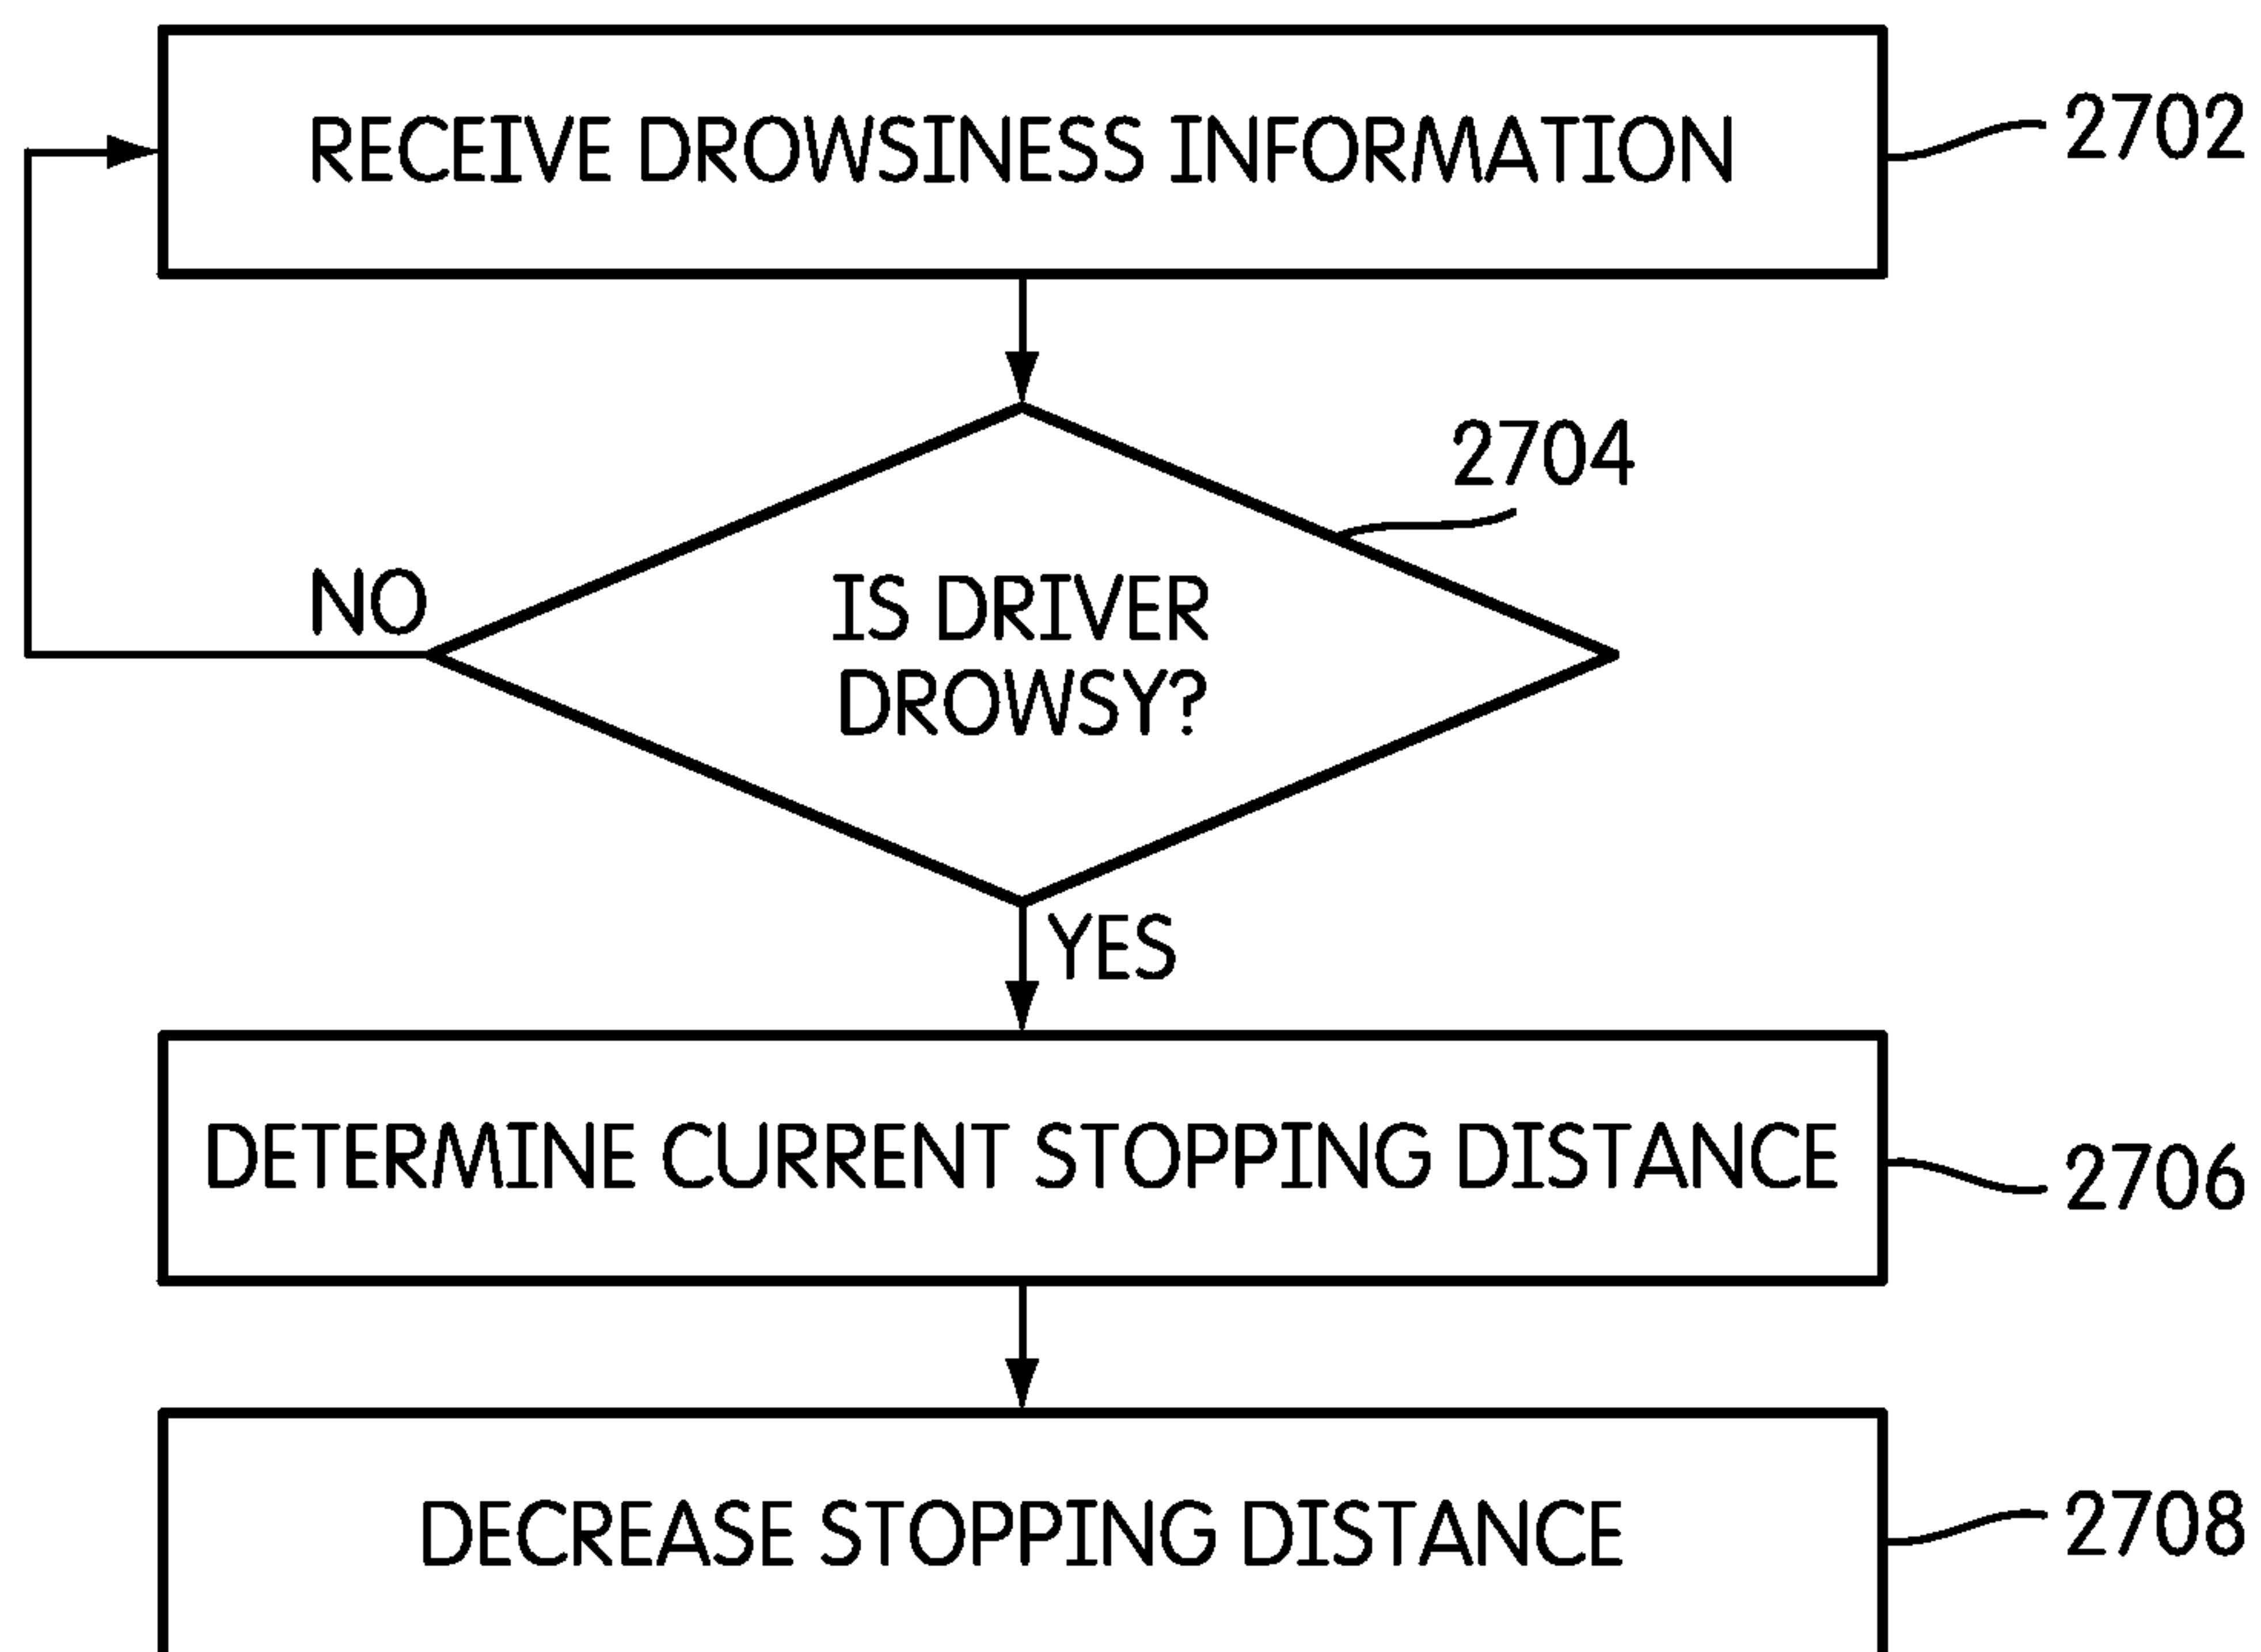 RECEIVE DROWSINESS INFORMATION
2702
2704
NO
IS DRIVER
DROWSY?
YES
DETERMINE CURRENT STOPPING DISTANCE
2706
DECREASE STOPPING DISTANCE
2708